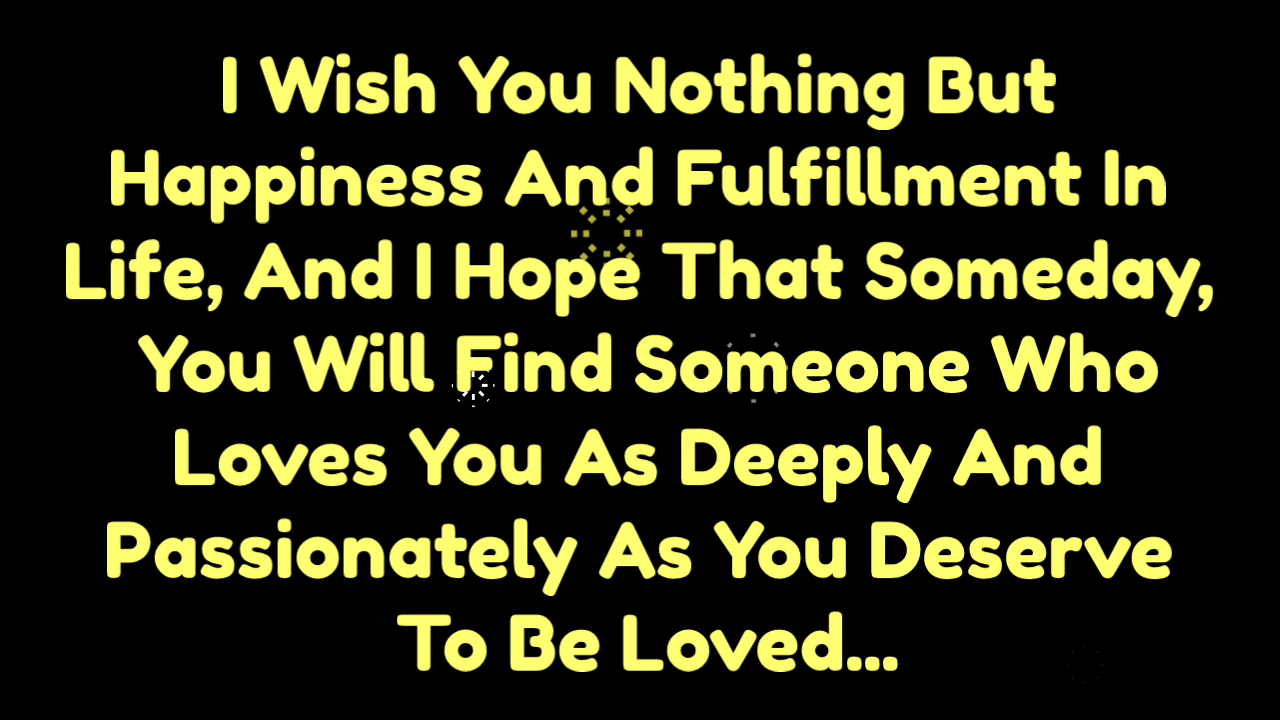 I Wish You Nothing But
Happiness And Fulfillment In
Life, And I Hope That Someday,
You Will Find Someone Who
Loves You As Deeply And
Passionately As You Deserve
To Be Loved...